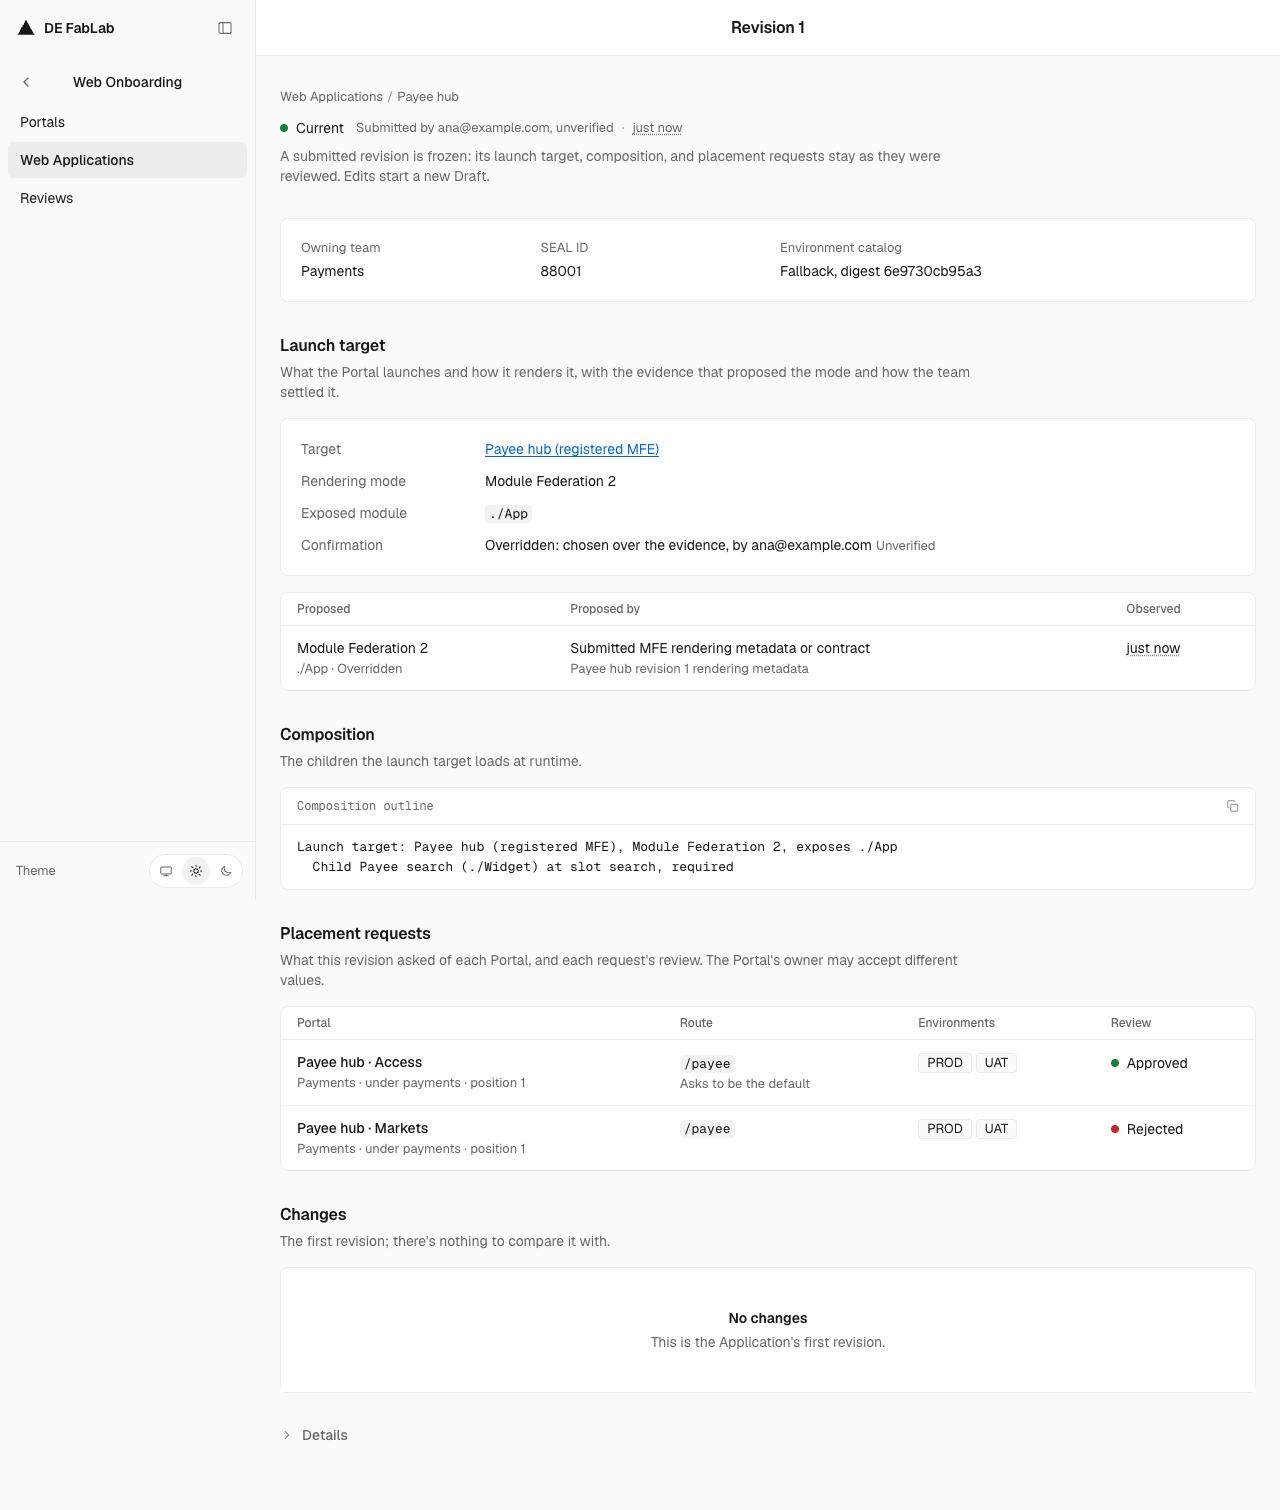 DE FabLab
Revision 1
Web Onboarding
Portals
Web Applications
Reviews
Theme
Web Applications / Payee hub
Current Submitted by ana@example.com, unverified · just now
A submitted revision is frozen: its launch target, composition, and placement requests stay as they were
reviewed. Edits start a new Draft.
Owning team SEAL ID Environment catalog
Payments 88001 Fallback, digest 6e9730cb95a3
Launch target
What the Portal launches and how it renders it, with the evidence that proposed the mode and how the team
settled it.
Target Payee hub (registered MFE)
Rendering mode Module Federation 2
Exposed module ./App
Confirmation Overridden: chosen over the evidence, by ana@example.com Unverified
Proposed Proposed by Observed
Module Federation 2 Submitted MFE rendering metadata or contract just now
./App · Overridden Payee hub revision 1 rendering metadata
Composition
The children the launch target loads at runtime.
Composition outline
Launch target: Payee hub (registered MFE), Module Federation 2, exposes ./App
Child Payee search (./Widget) at slot search, required
Placement requests
What this revision asked of each Portal, and each request's review. The Portal's owner may accept different
values.
Portal Route Environments Review
Payee hub · Access /payee PROD UAT Approved
Payments · under payments · position 1 Asks to be the default
Payee hub · Markets /payee PROD UAT Rejected
Payments · under payments · position 1
Changes
The first revision; there's nothing to compare it with.
No changes
This is the Application's first revision.
Details